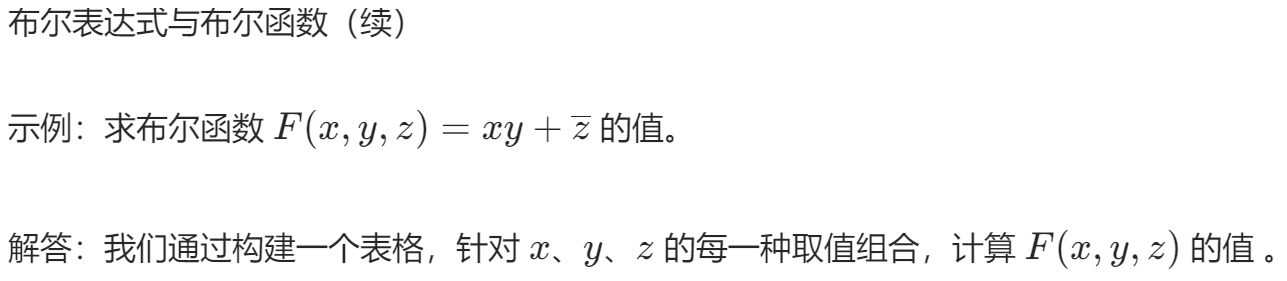 布尔表达式与布尔函数（续）
示例：求布尔函数 $F(x, y, z) = xy + \overline{z}$ 的值。
解答：我们通过构建一个表格，针对 $x$、$y$、$z$ 的每一种取值组合，计算 $F(x, y, z)$ 的值 。